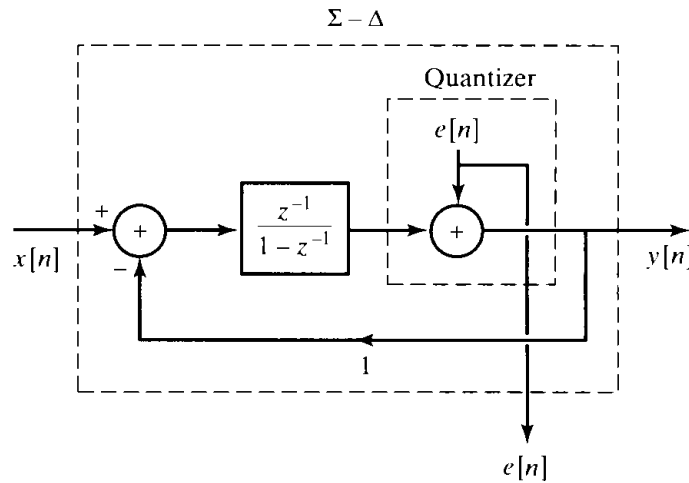 Σ – Δ
Quantizer
e[n]
+
+
z⁻¹
1 – z⁻¹
+
x[n]
–
y[n]
1
e[n]